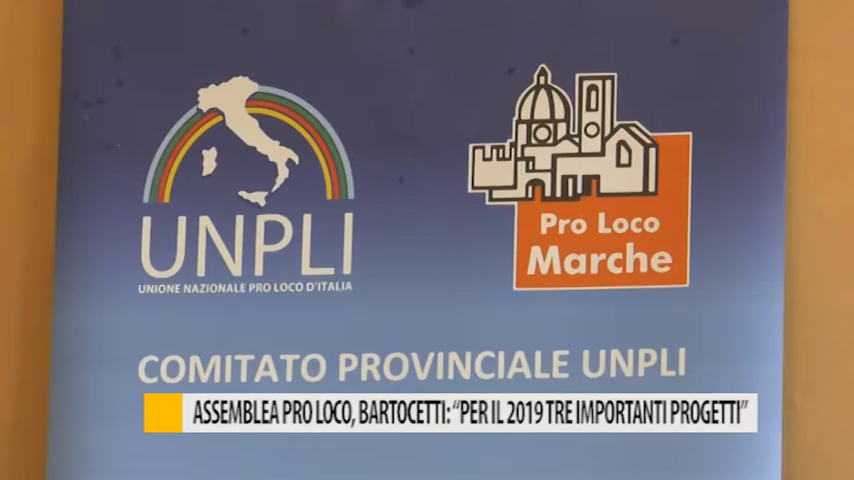 UNPLI
UNIONE NAZIONALE PRO LOCO D'ITALIA
Pro Loco
Marche
COMITATO PROVINCIALE UNPLI
ASSEMBLEA PRO LOCO, BARTOCETTI: “PER IL 2019 TRE IMPORTANTI PROGETTI”